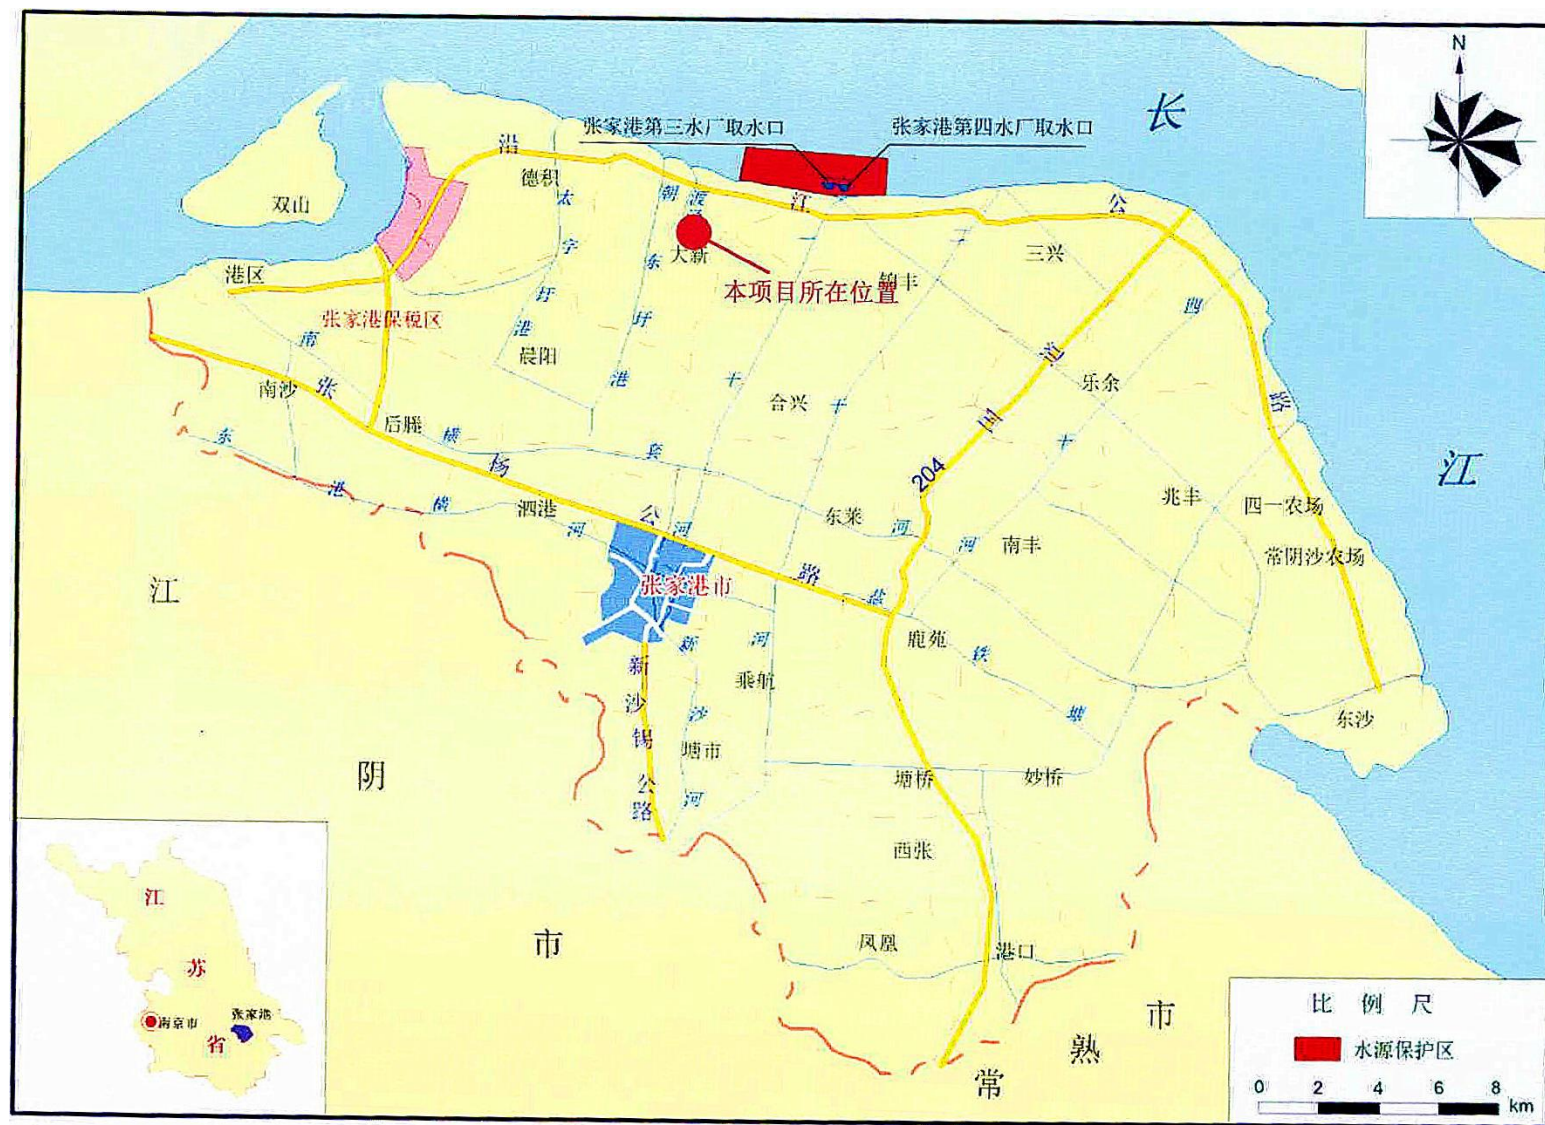 N
长
江
张家港第三水厂取水口
张家港第四水厂取水口
沿
江
公
路
德积
双山
港区
张家港保税区
太
字
圩
港
朝
东
圩
港
渡
大新
本项目所在位置
锦丰
三兴
一
干
河
二
干
河
四
干
河
晨阳
南沙
南
横
套
河
后塍
合兴
乐余
204
国
道
张
杨
公
路
东
港
横
河
泗港
东莱
南丰
兆丰
四一农场
常阴沙农场
张家港市
鹿苑
盐
铁
塘
新
沙
河
乘航
塘市
新
沙
锡
公
路
塘桥
妙桥
东沙
西张
凤凰
港口
江
阴
市
常
熟
市
江
苏
省
南京市
张家港
比 例 尺
水源保护区
0 2 4 6 8
km